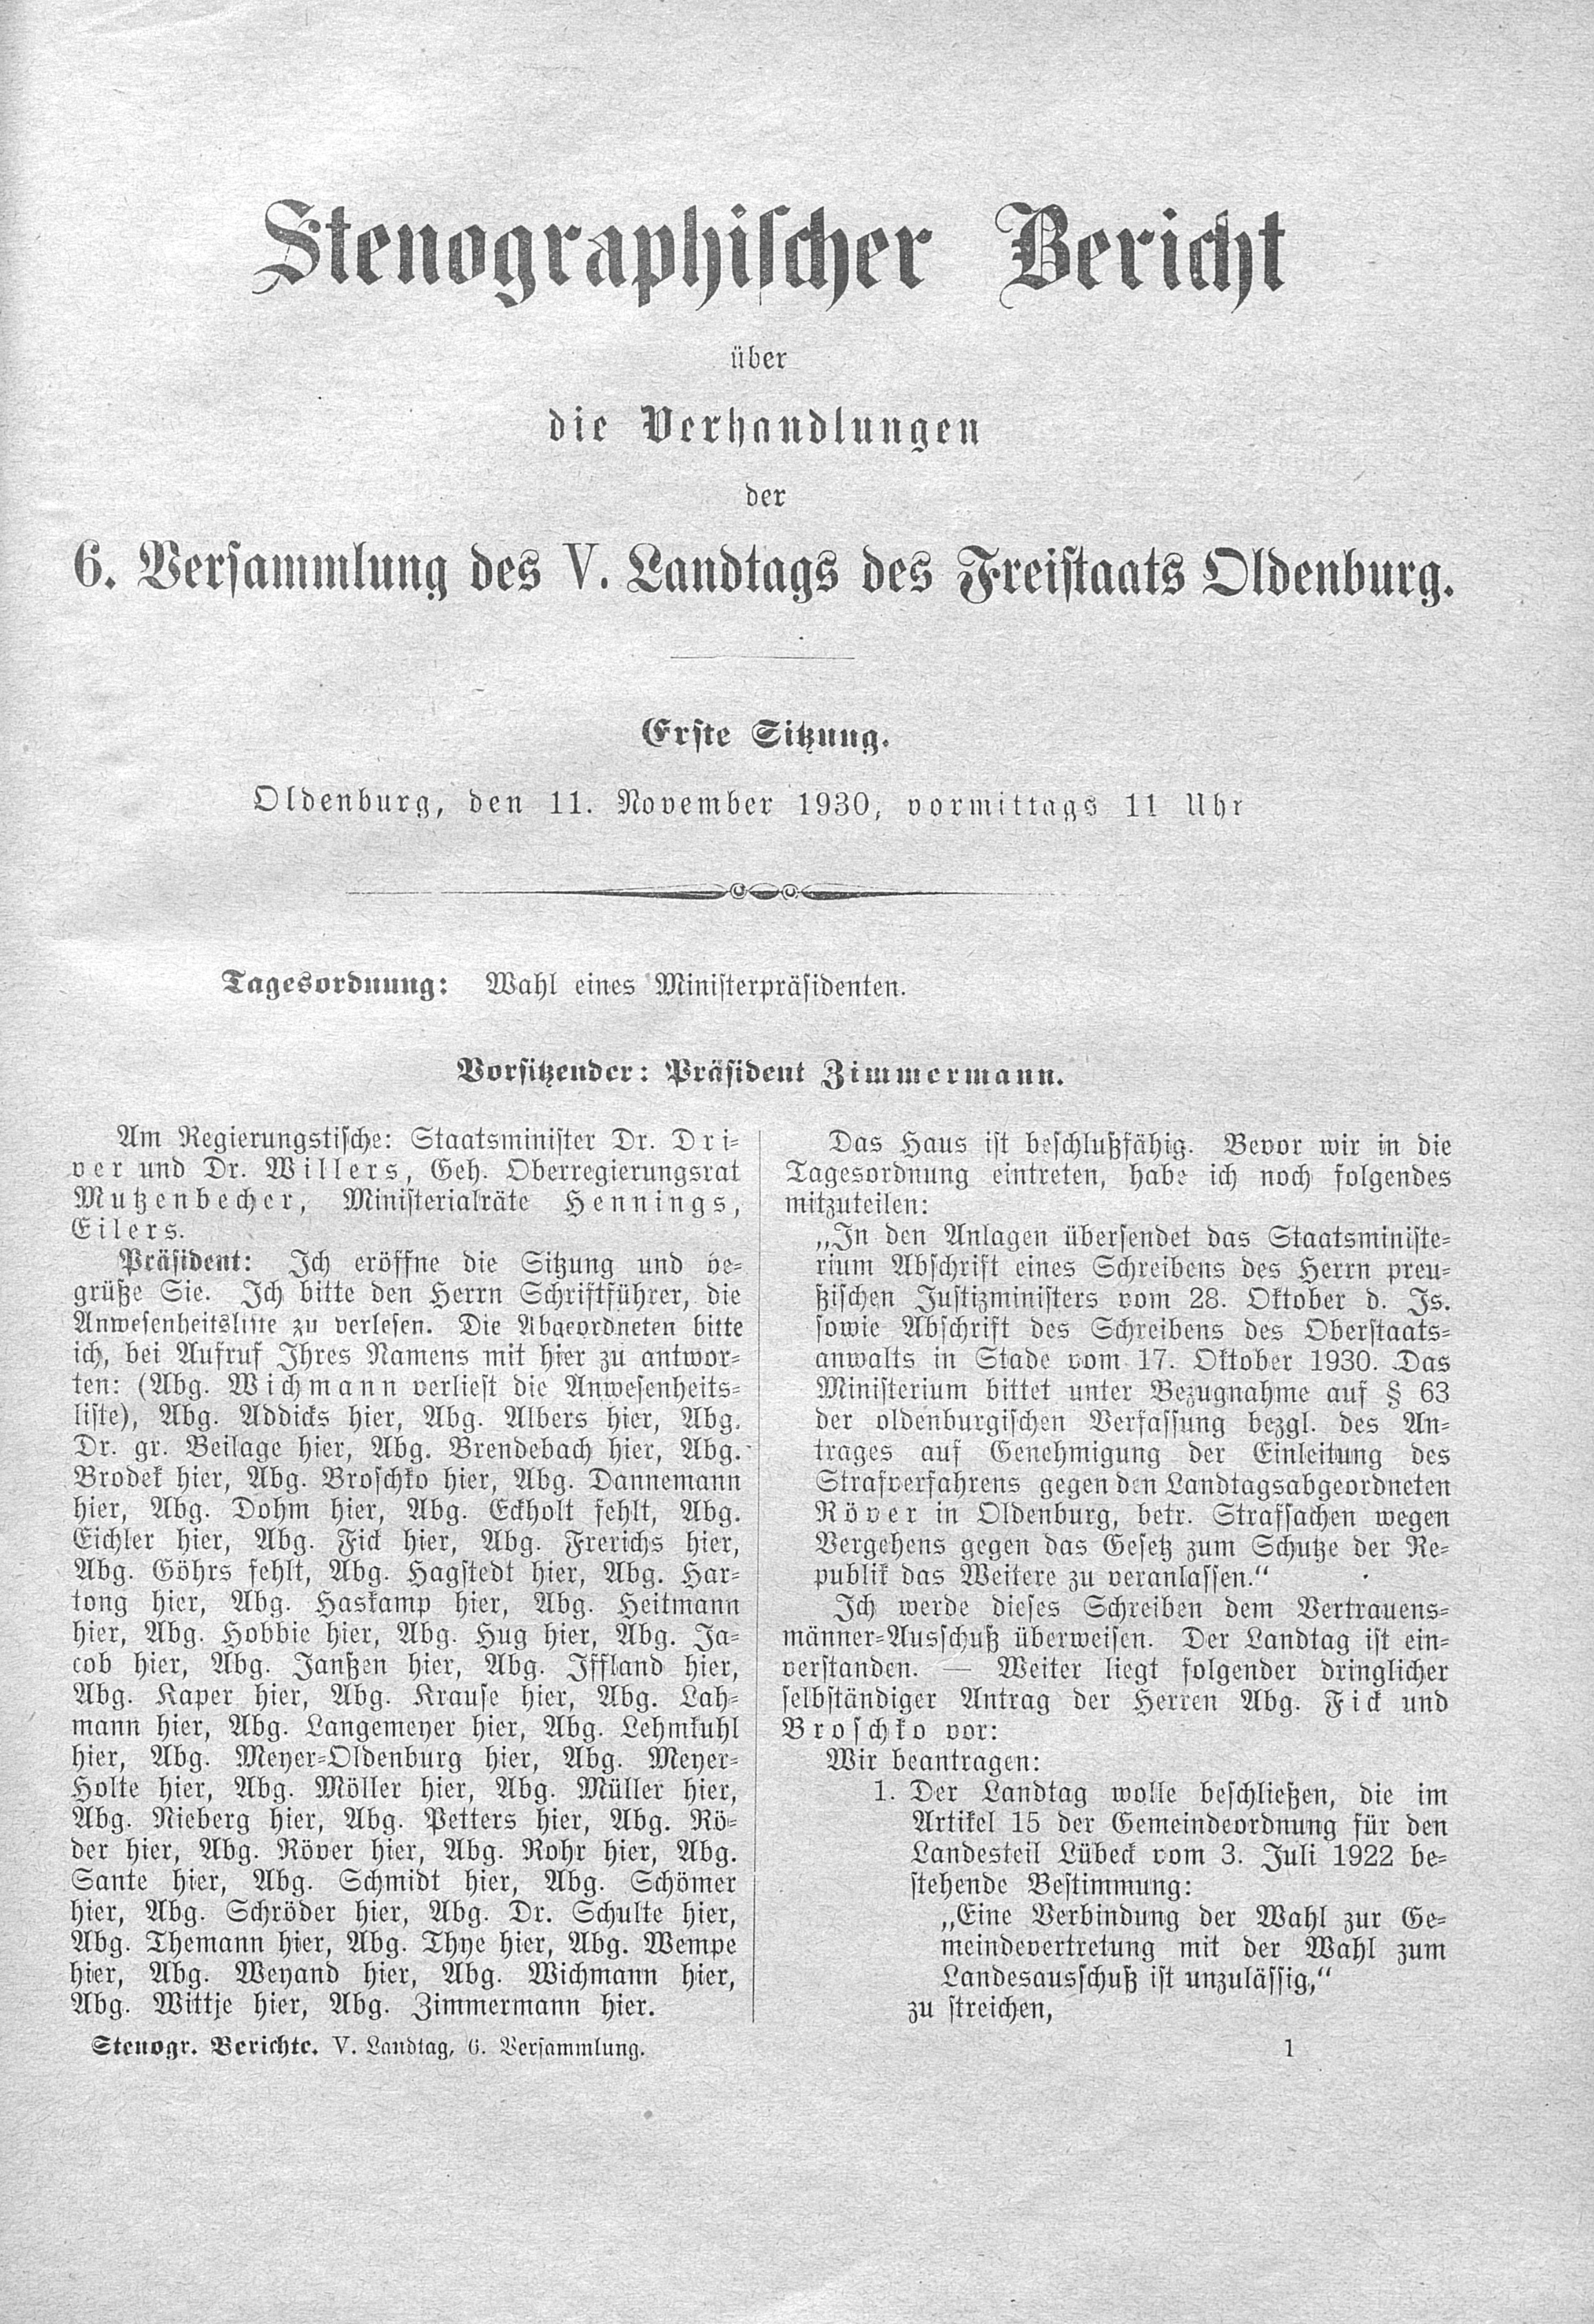 Stenographischer Bericht
über
die Verhandlungen
der
6. Versammlung des V. Landtags des Freistaats Oldenburg.
Erste Sitzung.
Oldenburg, den 11. November 1930, vormittags 11 Uhr
Tagesordnung: Wahl eines Ministerpräsidenten.
Vorsitzender: Präsident Zimmermann.
Am Regierungstische: Staatsminister Dr. Dri-
ver und Dr. Willers, Geh. Oberregierungsrat
Mutzenbecher, Ministerialräte Hennings,
Eilers.
Präsident: Ich eröffne die Sitzung und be-
grüße Sie. Ich bitte den Herrn Schriftführer, die
Anwesenheitsliste zu verlesen. Die Abgeordneten bitte
ich, bei Aufruf Ihres Namens mit hier zu antwor-
ten: (Abg. Wichmann verliest die Anwesenheits-
liste), Abg. Addicks hier, Abg. Albers hier, Abg.
Dr. gr. Beilage hier, Abg. Brendebach hier, Abg.
Brodek hier, Abg. Broschko hier, Abg. Dannemann
hier, Abg. Dohm hier, Abg. Eckholt fehlt, Abg.
Eichler hier, Abg. Fick hier, Abg. Frerichs hier,
Abg. Göhrs fehlt, Abg. Hagstedt hier, Abg. Har-
tong hier, Abg. Haskamp hier, Abg. Heitmann
hier, Abg. Hobbie hier, Abg. Hug hier, Abg. Ja-
cob hier, Abg. Janßen hier, Abg. Iffland hier,
Abg. Kaper hier, Abg. Krause hier, Abg. Lah-
mann hier, Abg. Langemeyer hier, Abg. Lehmkuhl
hier, Abg. Meyer-Oldenburg hier, Abg. Meyer-
Holte hier, Abg. Möller hier, Abg. Müller hier,
Abg. Nieberg hier, Abg. Petters hier, Abg. Rö-
der hier, Abg. Röver hier, Abg. Rohr hier, Abg.
Sante hier, Abg. Schmidt hier, Abg. Schömer
hier, Abg. Schröder hier, Abg. Dr. Schulte hier,
Abg. Themann hier, Abg. Thye hier, Abg. Wempe
hier, Abg. Weyand hier, Abg. Wichmann hier,
Abg. Wittje hier, Abg. Zimmermann hier.
Das Haus ist beschlußfähig. Bevor wir in die
Tagesordnung eintreten, habe ich noch folgendes
mitzuteilen:
„In den Anlagen übersendet das Staatsministe-
rium Abschrift eines Schreibens des Herrn preu-
ßischen Justizministers vom 28. Oktober d. Js.
sowie Abschrift des Schreibens des Oberstaats-
anwalts in Stade vom 17. Oktober 1930. Das
Ministerium bittet unter Bezugnahme auf § 63
der oldenburgischen Verfassung bezgl. des An-
trages auf Genehmigung der Einleitung des
Strafverfahrens gegen den Landtagsabgeordneten
Röver in Oldenburg, betr. Strafsachen wegen
Vergehens gegen das Gesetz zum Schutze der Re-
publik das Weitere zu veranlassen.“
Ich werde dieses Schreiben dem Vertrauens-
männer-Ausschuß überweisen. Der Landtag ist ein-
verstanden. — Weiter liegt folgender dringlicher
selbständiger Antrag der Herren Abg. Fick und
Broschko vor:
Wir beantragen:
1. Der Landtag wolle beschließen, die im
Artikel 15 der Gemeindeordnung für den
Landesteil Lübeck vom 3. Juli 1922 be-
stehende Bestimmung:
„Eine Verbindung der Wahl zur Ge-
meindevertretung mit der Wahl zum
Landesausschuß ist unzulässig,“
zu streichen,
Stenogr. Berichte. V. Landtag, 6. Versammlung.
1